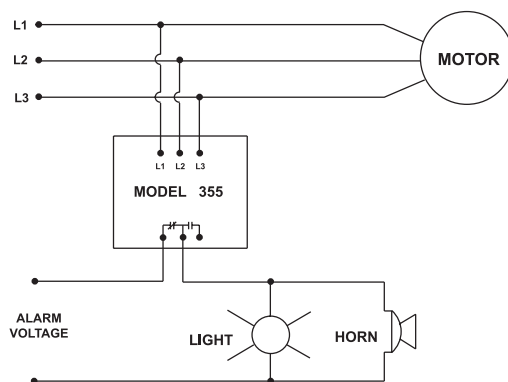 L1
L2
MOTOR
L3
L1 L2 L3
MODEL 355
ALARM
VOLTAGE
LIGHT
HORN